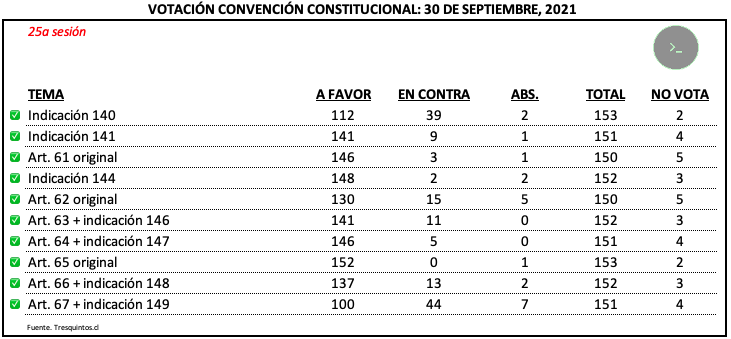 VOTACIÓN CONVENCIÓN CONSTITUCIONAL: 30 DE SEPTIEMBRE, 2021
25a sesión
>_
TEMA A FAVOR EN CONTRA ABS. TOTAL NO VOTA
Indicación 140 112 39 2 153 2
Indicación 141 141 9 1 151 4
Art. 61 original 146 3 1 150 5
Indicación 144 148 2 2 152 3
Art. 62 original 130 15 5 150 5
Art. 63 + indicación 146 141 11 0 152 3
Art. 64 + indicación 147 146 5 0 151 4
Art. 65 original 152 0 1 153 2
Art. 66 + indicación 148 137 13 2 152 3
Art. 67 + indicación 149 100 44 7 151 4
Fuente. Tresquintos.cl